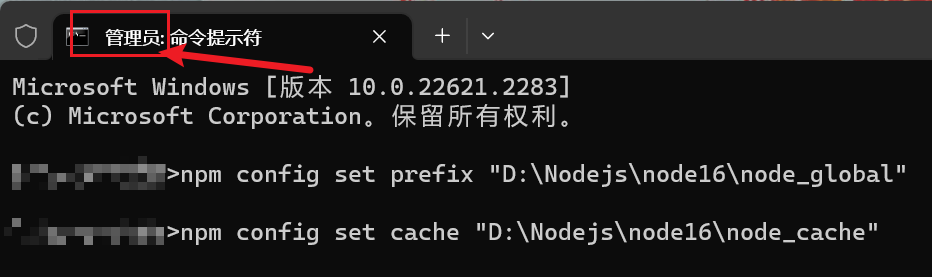 管理员: 命令提示符
Microsoft Windows [版本 10.0.22621.2283]
(c) Microsoft Corporation。保留所有权利。
>npm config set prefix "D:\Nodejs\node16\node_global"
>npm config set cache "D:\Nodejs\node16\node_cache"